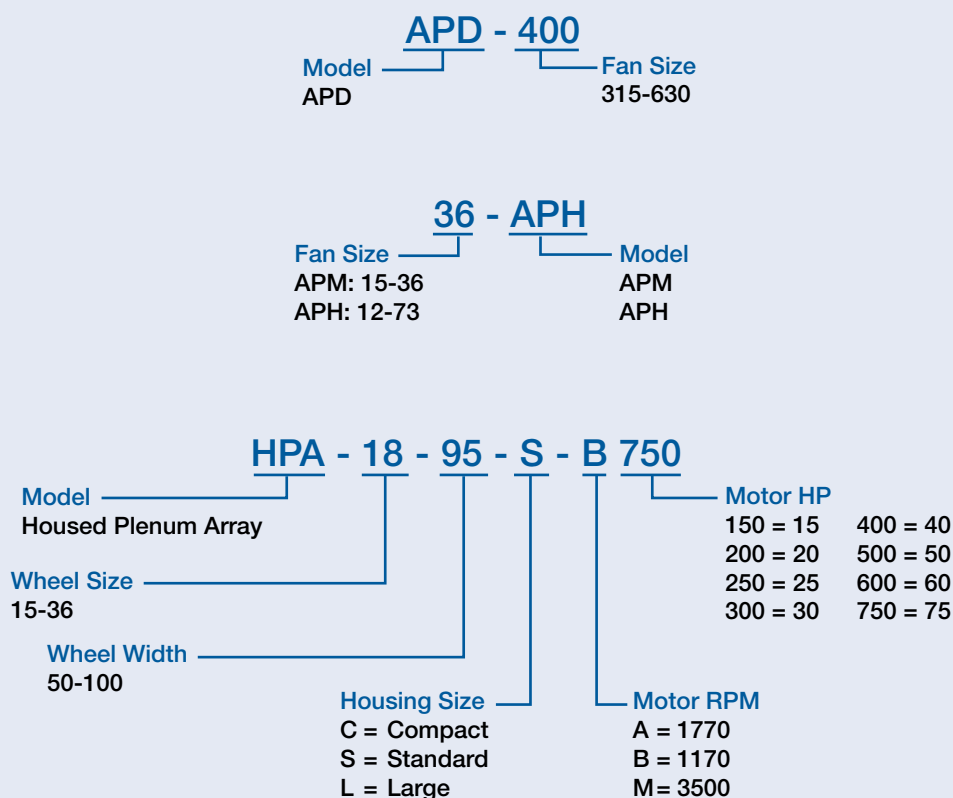 APD - 400
Model
APD
Fan Size
315-630
36 - APH
Fan Size
APM: 15-36
APH: 12-73
Model
APM
APH
HPA - 18 - 95 - S - B 750
Model
Housed Plenum Array
Wheel Size
15-36
Wheel Width
50-100
Housing Size
C = Compact
S = Standard
L = Large
Motor RPM
A = 1770
B = 1170
M= 3500
Motor HP
150 = 15 400 = 40
200 = 20 500 = 50
250 = 25 600 = 60
300 = 30 750 = 75